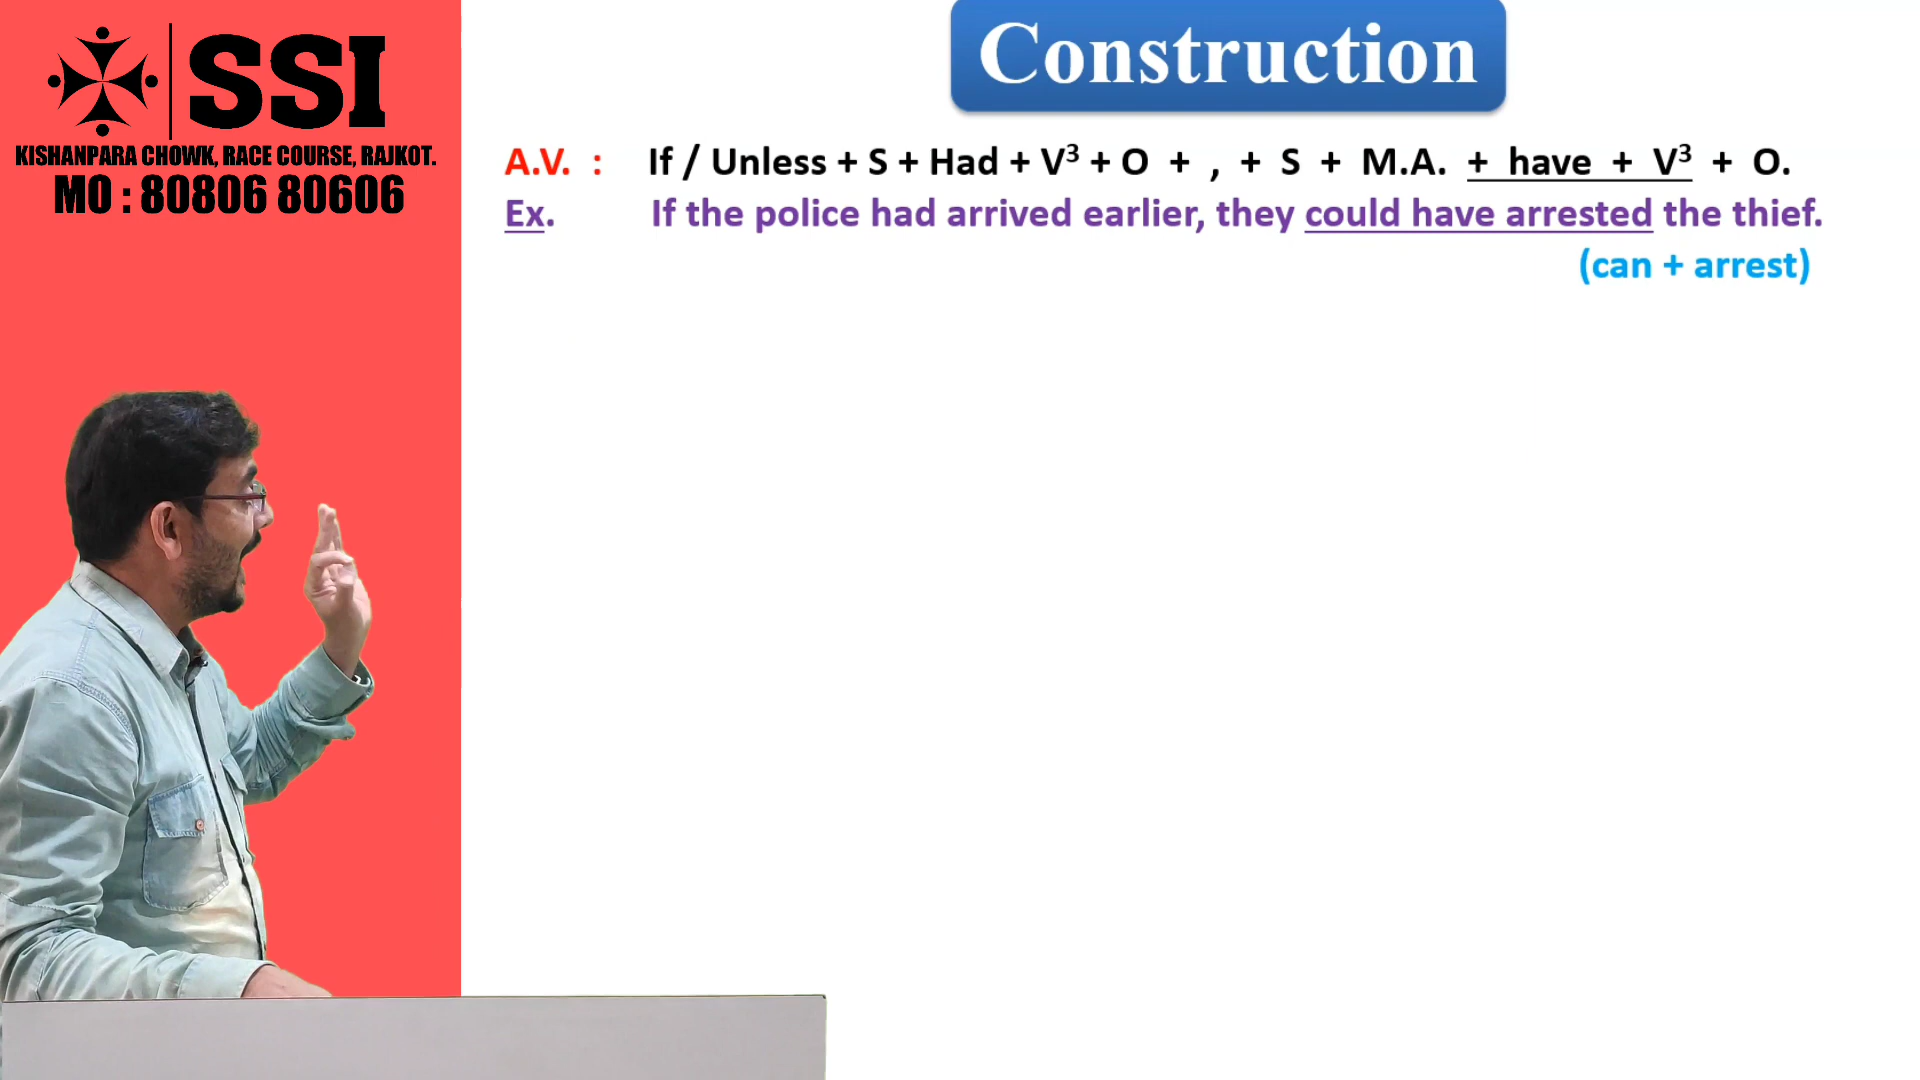 SSI
KISHANPARA CHOWK, RACE COURSE, RAJKOT.
MO : 80806 80606
Construction
A.V. : If / Unless + S + Had + V³ + O + , + S + M.A. + have + V³ + O.
Ex. If the police had arrived earlier, they could have arrested the thief.
(can + arrest)